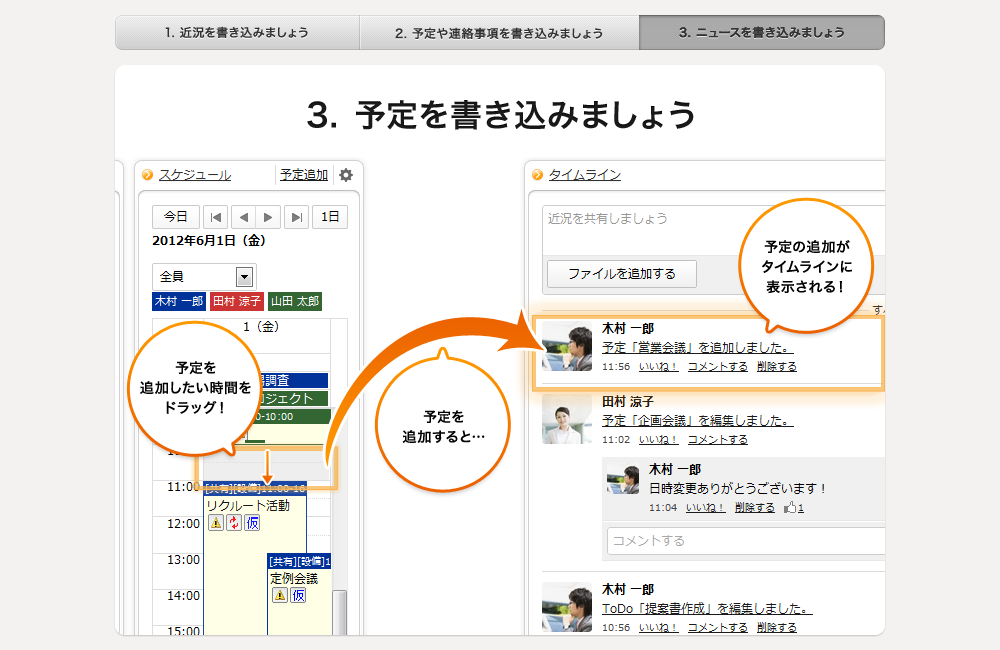 1. 近況を書き込みましょう
2. 予定や連絡事項を書き込みましょう
3. ニュースを書き込みましょう
3. 予定を書き込みましょう
スケジュール
予定追加
今日
1日
2012年6月1日（金）
全員
木村 一郎
田村 涼子
山田 太郎
1（金）
予定を
追加したい時間を
ドラッグ！
調査
ジェクト
0-10:00
11:00
[共有][設備]11:00-16
リクルート活動
仮
12:00
13:00
[共有][設備]1
定例会議
仮
14:00
15:00
予定を
追加すると…
タイムライン
近況を共有しましょう
ファイルを追加する
予定の追加が
タイムラインに
表示される！
す
木村 一郎
予定「営業会議」を追加しました。
11:56 いいね！ コメントする 削除する
田村 涼子
予定「企画会議」を編集しました。
11:02 いいね！ コメントする
木村 一郎
日時変更ありがとうございます！
11:04 いいね！ 削除する 1
コメントする
木村 一郎
ToDo「提案書作成」を編集しました。
10:56 いいね！ コメントする 削除する